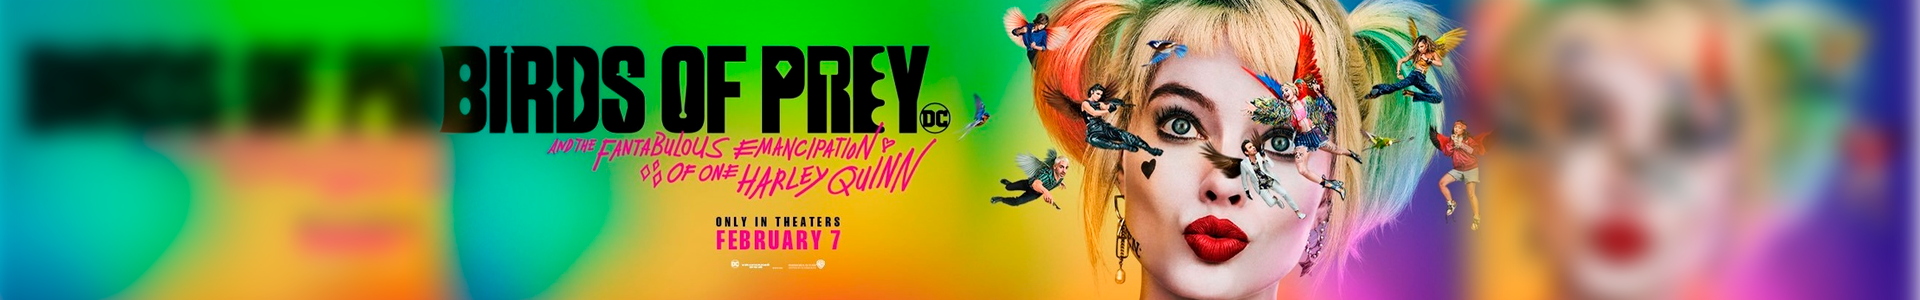 BIRDS OF PREY
DC
AND THE FANTABULOUS EMANCIPATION
OF ONE HARLEY QUINN
ONLY IN THEATERS
FEBRUARY 7